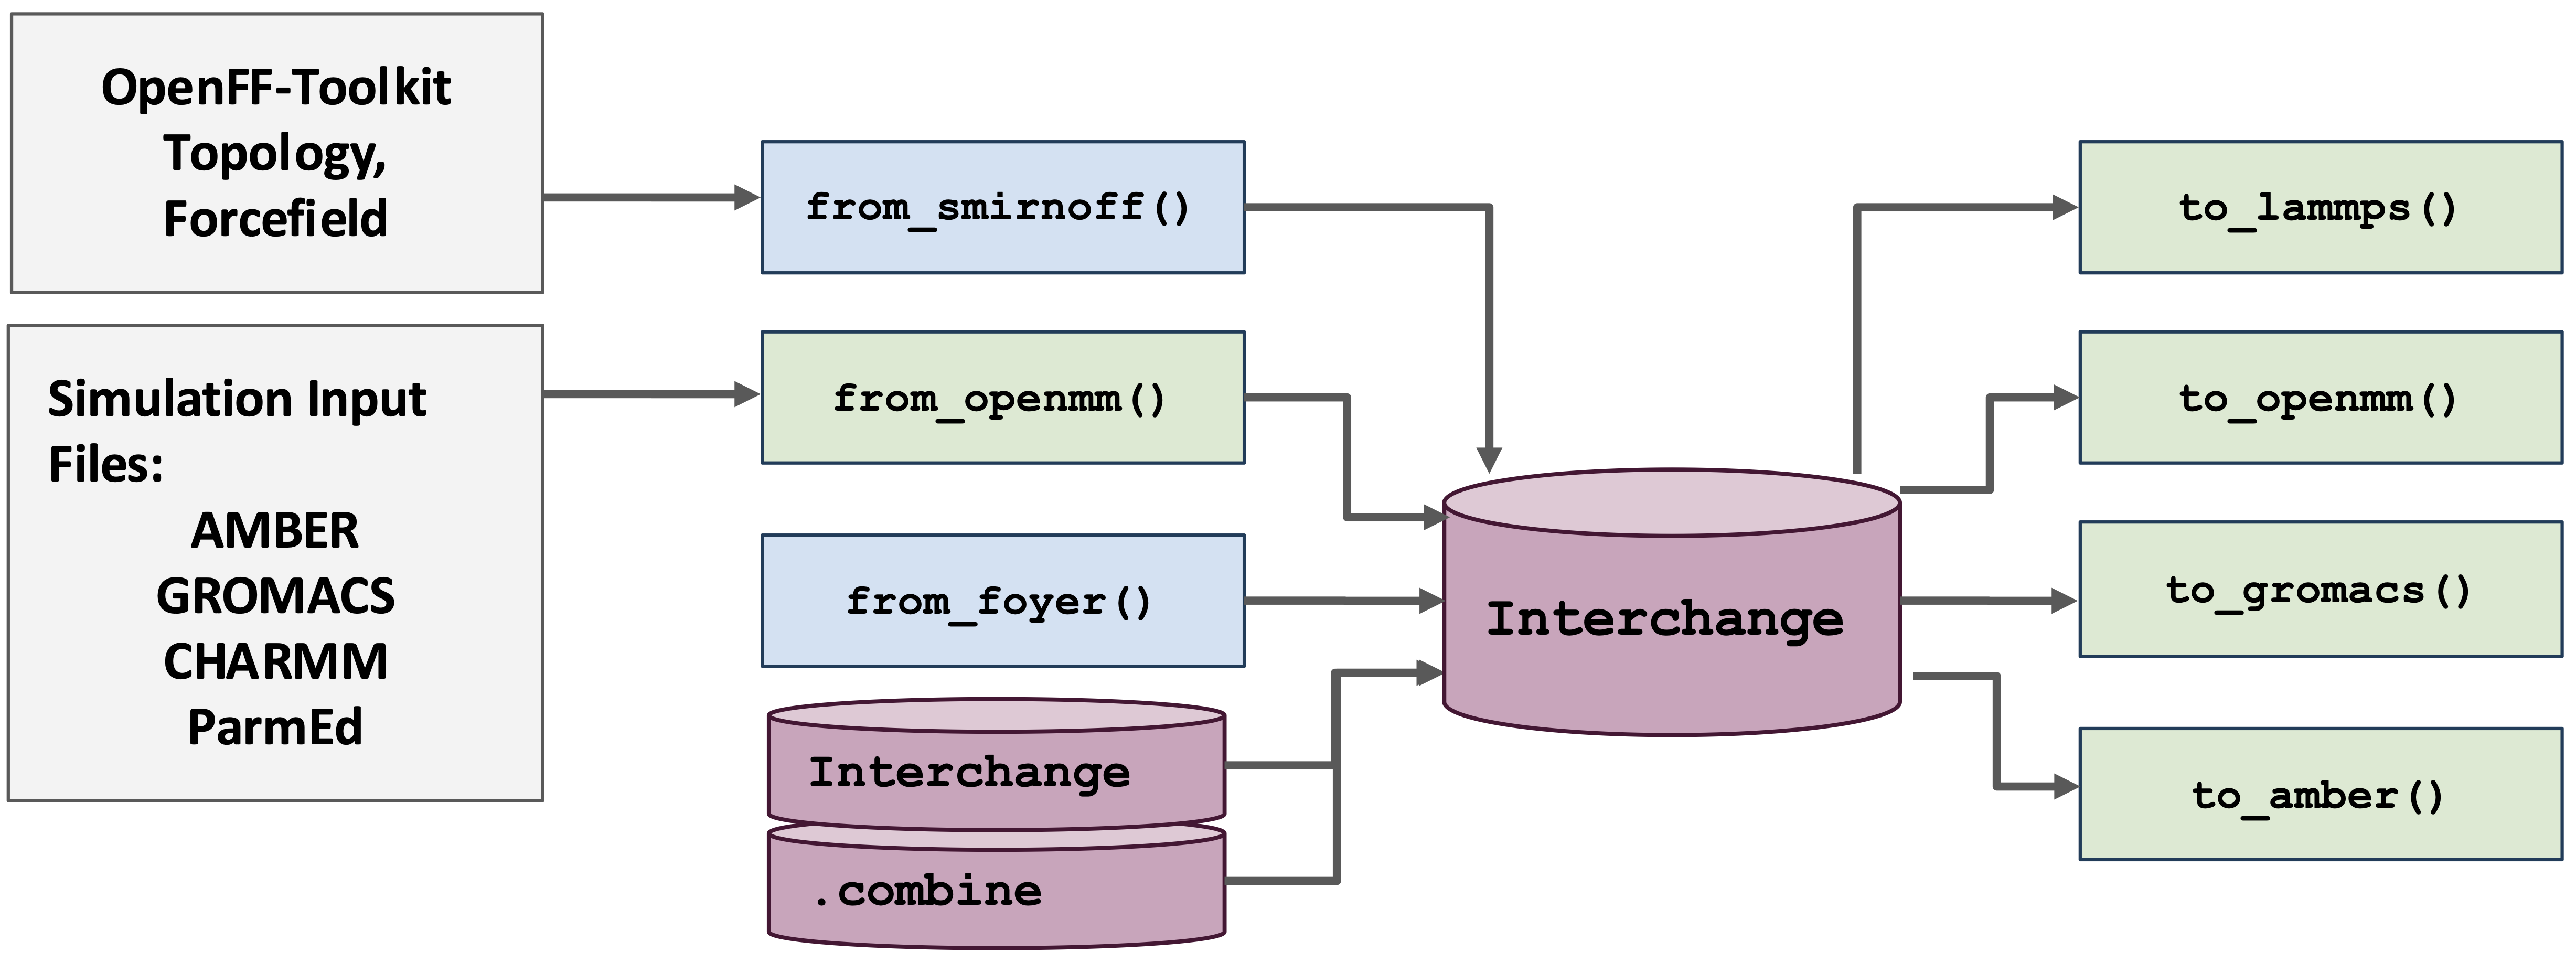 OpenFF-Toolkit
Topology,
Forcefield
Simulation Input
Files:
AMBER
GROMACS
CHARMM
ParmEd
from_smirnoff()
from_openmm()
from_foyer()
Interchange
.combine
Interchange
to_lammps()
to_openmm()
to_gromacs()
to_amber()